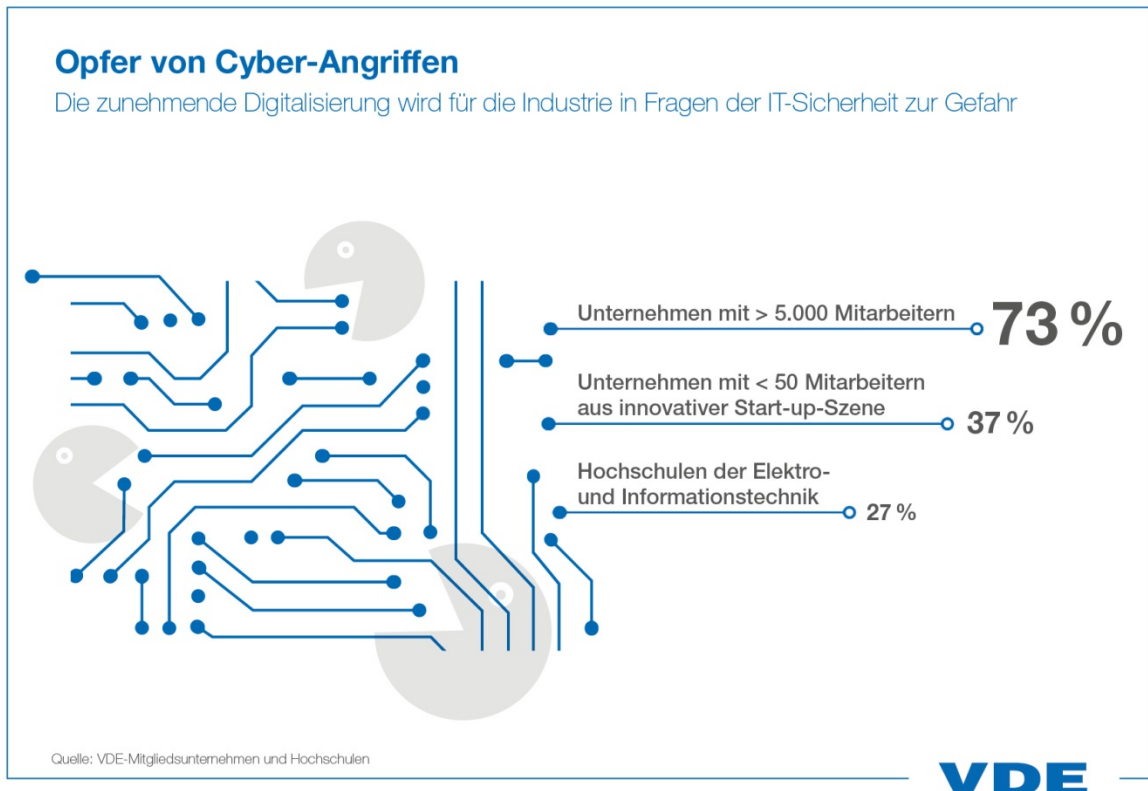 Opfer von Cyber-Angriffen
Die zunehmende Digitalisierung wird für die Industrie in Fragen der IT-Sicherheit zur Gefahr
Unternehmen mit > 5.000 Mitarbeitern
73 %
Unternehmen mit < 50 Mitarbeitern
aus innovativer Start-up-Szene
37 %
Hochschulen der Elektro-
und Informationstechnik
27 %
Quelle: VDE-Mitgliedsunternehmen und Hochschulen
VDE